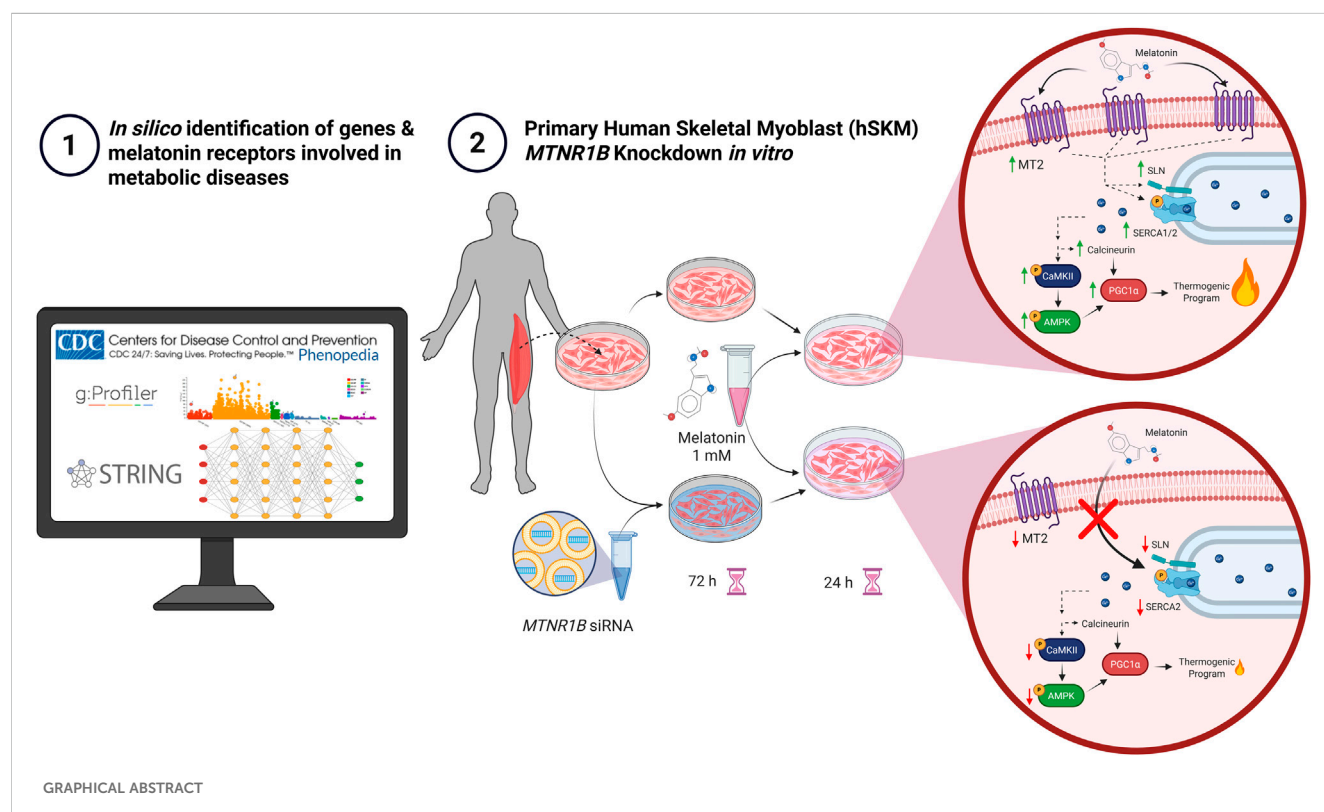 1
In silico identification of genes &
melatonin receptors involved in
metabolic diseases
2
Primary Human Skeletal Myoblast (hSKM)
MTNR1B Knockdown in vitro
CDC
Centers for Disease Control and Prevention
CDC 24/7: Saving Lives. Protecting People.™
Phenopedia
g:Profiler
STRING
Melatonin
1 mM
MTNR1B siRNA
72 h
24 h
Melatonin
MT2
SLN
P
SERCA1/2
Calcineurin
P
CaMKII
PGC1α
Thermogenic
Program
P
AMPK
Melatonin
MT2
SLN
P
SERCA2
Calcineurin
P
CaMKII
PGC1α
Thermogenic
Program
P
AMPK
GRAPHICAL ABSTRACT